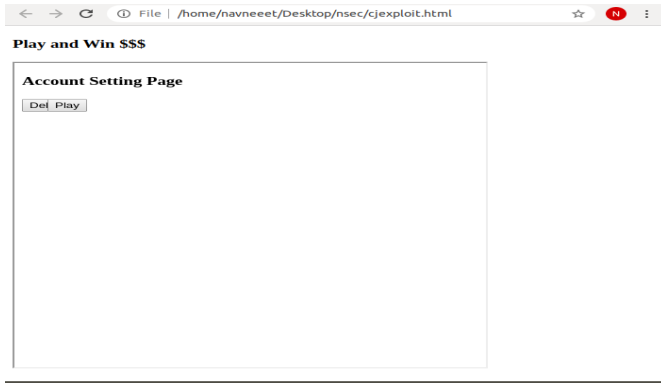 File | /home/navneeet/Desktop/nsec/cjexploit.html N
Play and Win $$$
Account Setting Page
Del Play